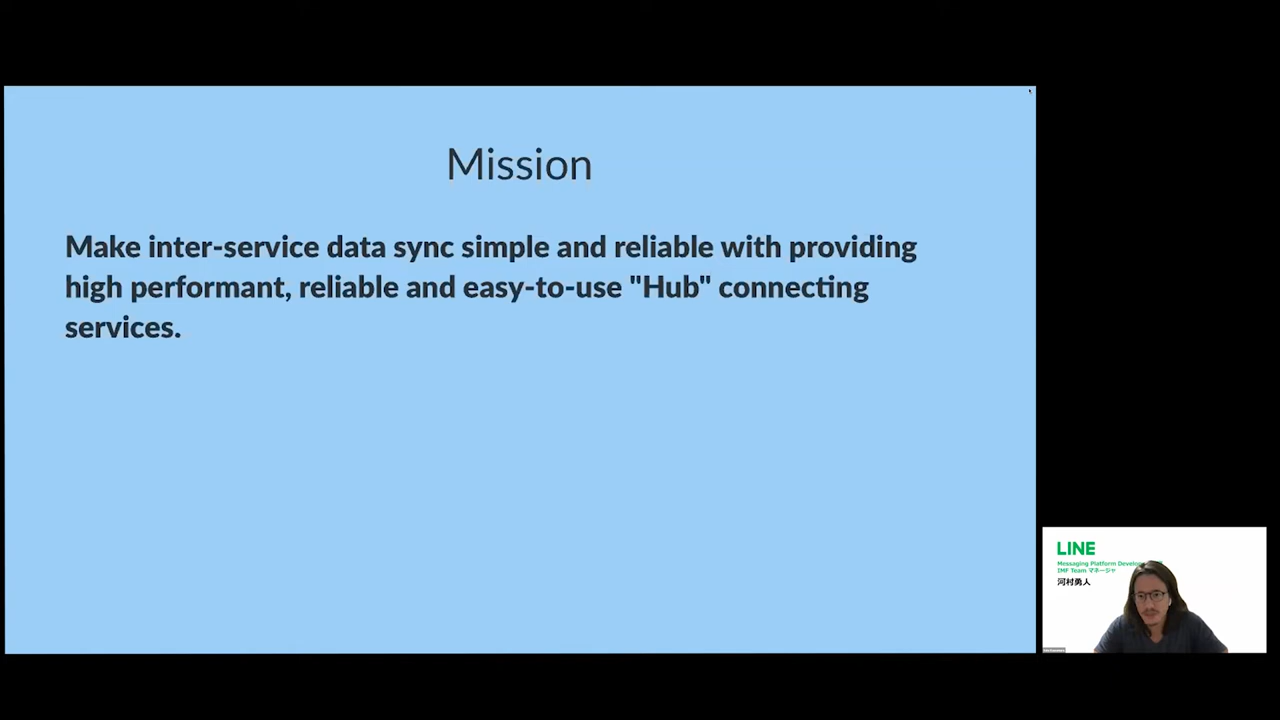 Mission
Make inter-service data sync simple and reliable with providing
high performant, reliable and easy-to-use "Hub" connecting
services.
LINE
Messaging Platform Develop
IMF Team マネージャ
河村勇人